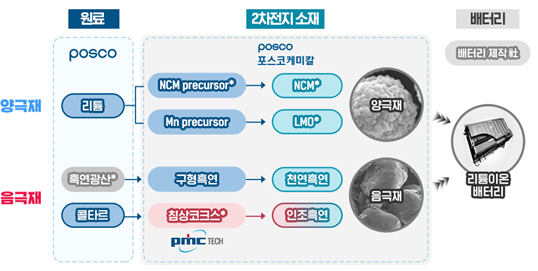 원료
2차전지 소재
배터리
posco
posco
포스코케미칼
배터리 제작社
양극재
리튬
NCM precursor*
NCM*
Mn precursor
LMO*
양극재
리튬이온
배터리
음극재
흑연광산*
구형흑연
천연흑연
음극재
콜타르
침상코크스*
인조흑연
pmc TECH